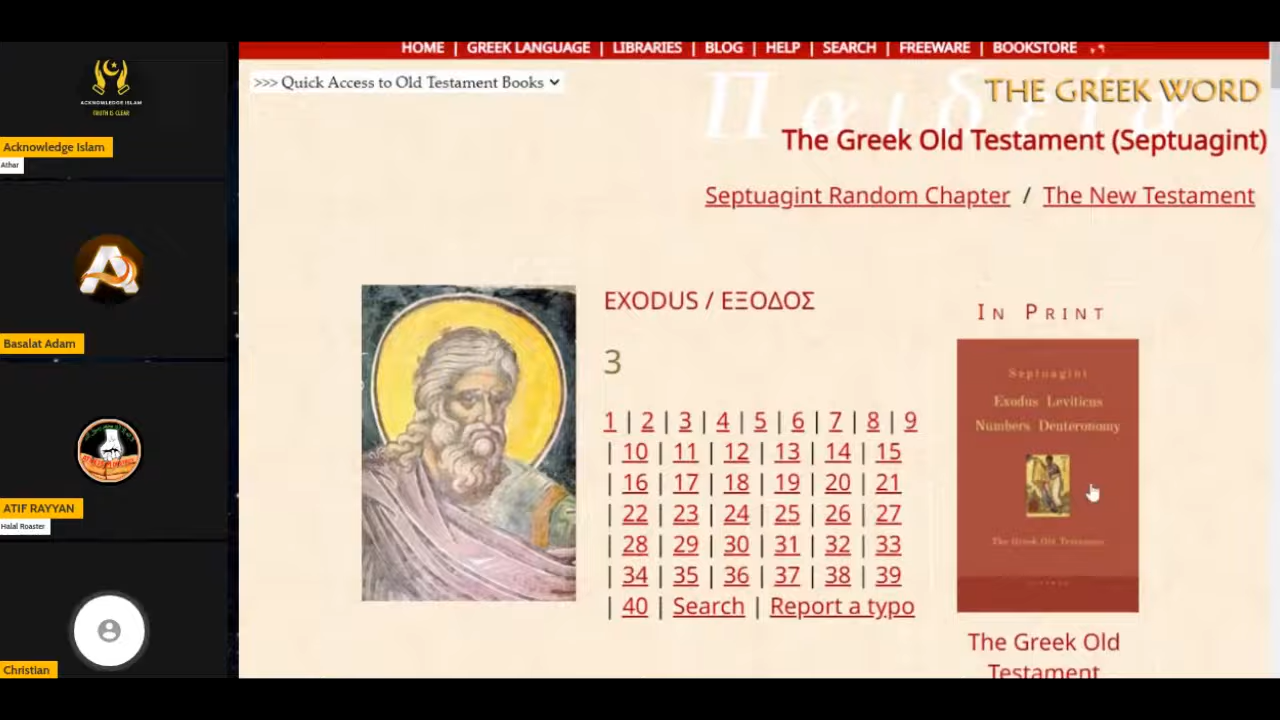 ACKNOWLEDGE ISLAM
TRUTH IS CLEAR
Acknowledge Islam
Athar
Basalat Adam
ATIF RAYYAN
Halal Roaster
Christian
HOME | GREEK LANGUAGE | LIBRARIES | BLOG | HELP | SEARCH | FREEWARE | BOOKSTORE
>>> Quick Access to Old Testament Books
Παιδεία
THE GREEK WORD
The Greek Old Testament (Septuagint)
Septuagint Random Chapter / The New Testament
EXODUS / ΕΞΟΔΟΣ
3
1 | 2 | 3 | 4 | 5 | 6 | 7 | 8 | 9
| 10 | 11 | 12 | 13 | 14 | 15
| 16 | 17 | 18 | 19 | 20 | 21
| 22 | 23 | 24 | 25 | 26 | 27
| 28 | 29 | 30 | 31 | 32 | 33
| 34 | 35 | 36 | 37 | 38 | 39
| 40 | Search | Report a typo
IN PRINT
Septuagint
Exodus Leviticus
Numbers Deuteronomy
The Greek Old Testament
The Greek Old
Testament